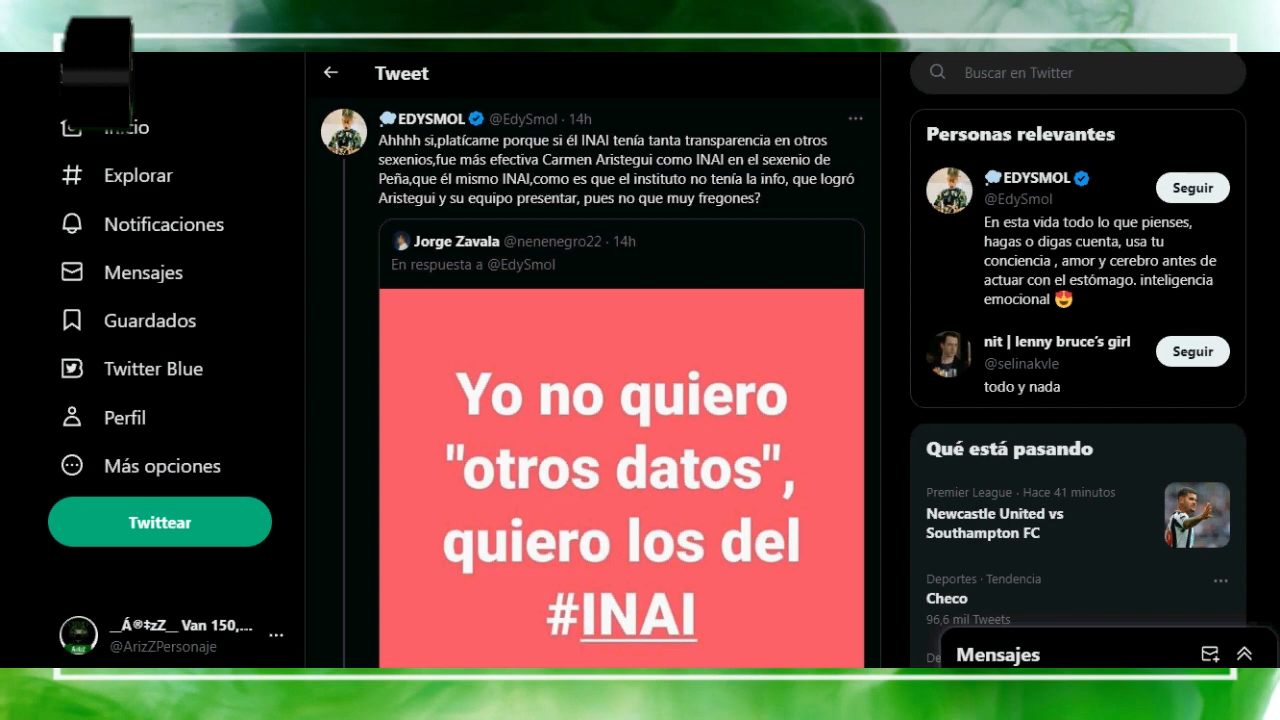 Inicio
Explorar
Notificaciones
Mensajes
Guardados
Twitter Blue
Perfil
Más opciones
Twittear
__Á®‡zZ__ Van 150,...
@ArizZPersonaje
Tweet
EDYSMOL @EdySmol · 14h
Ahhhh si,platícame porque si él INAI tenía tanta transparencia en otros
sexenios,fue más efectiva Carmen Aristegui como INAI en el sexenio de
Peña,que él mismo INAI,como es que el instituto no tenía la info, que logró
Aristegui y su equipo presentar, pues no que muy fregones?
Jorge Zavala @nenenegro22 · 14h
En respuesta a @EdySmol
Yo no quiero
"otros datos",
quiero los del
#INAI
Buscar en Twitter
Personas relevantes
EDYSMOL
@EdySmol
Seguir
En esta vida todo lo que pienses,
hagas o digas cuenta, usa tu
conciencia , amor y cerebro antes de
actuar con el estómago. inteligencia
emocional 😍
nit | lenny bruce's girl
@selinakvle
Seguir
todo y nada
Qué está pasando
Premier League · Hace 41 minutos
Newcastle United vs
Southampton FC
Deportes · Tendencia
Checo
96,6 mil Tweets
De
Mensajes